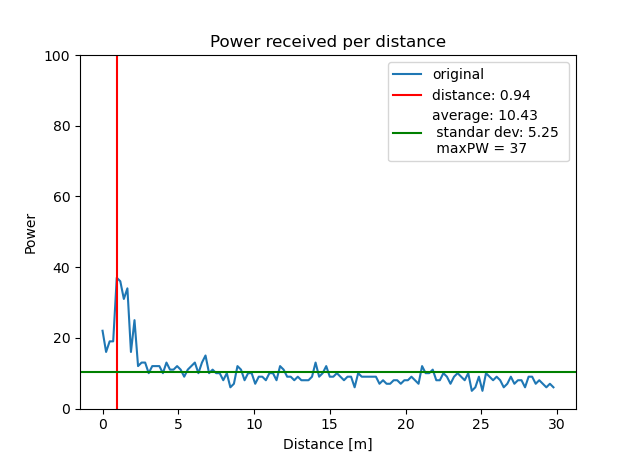 Power received per distance
100
80
60
40
20
0
Power
0 5 10 15 20 25 30
Distance [m]
original
distance: 0.94
average: 10.43
standar dev: 5.25
maxPW = 37